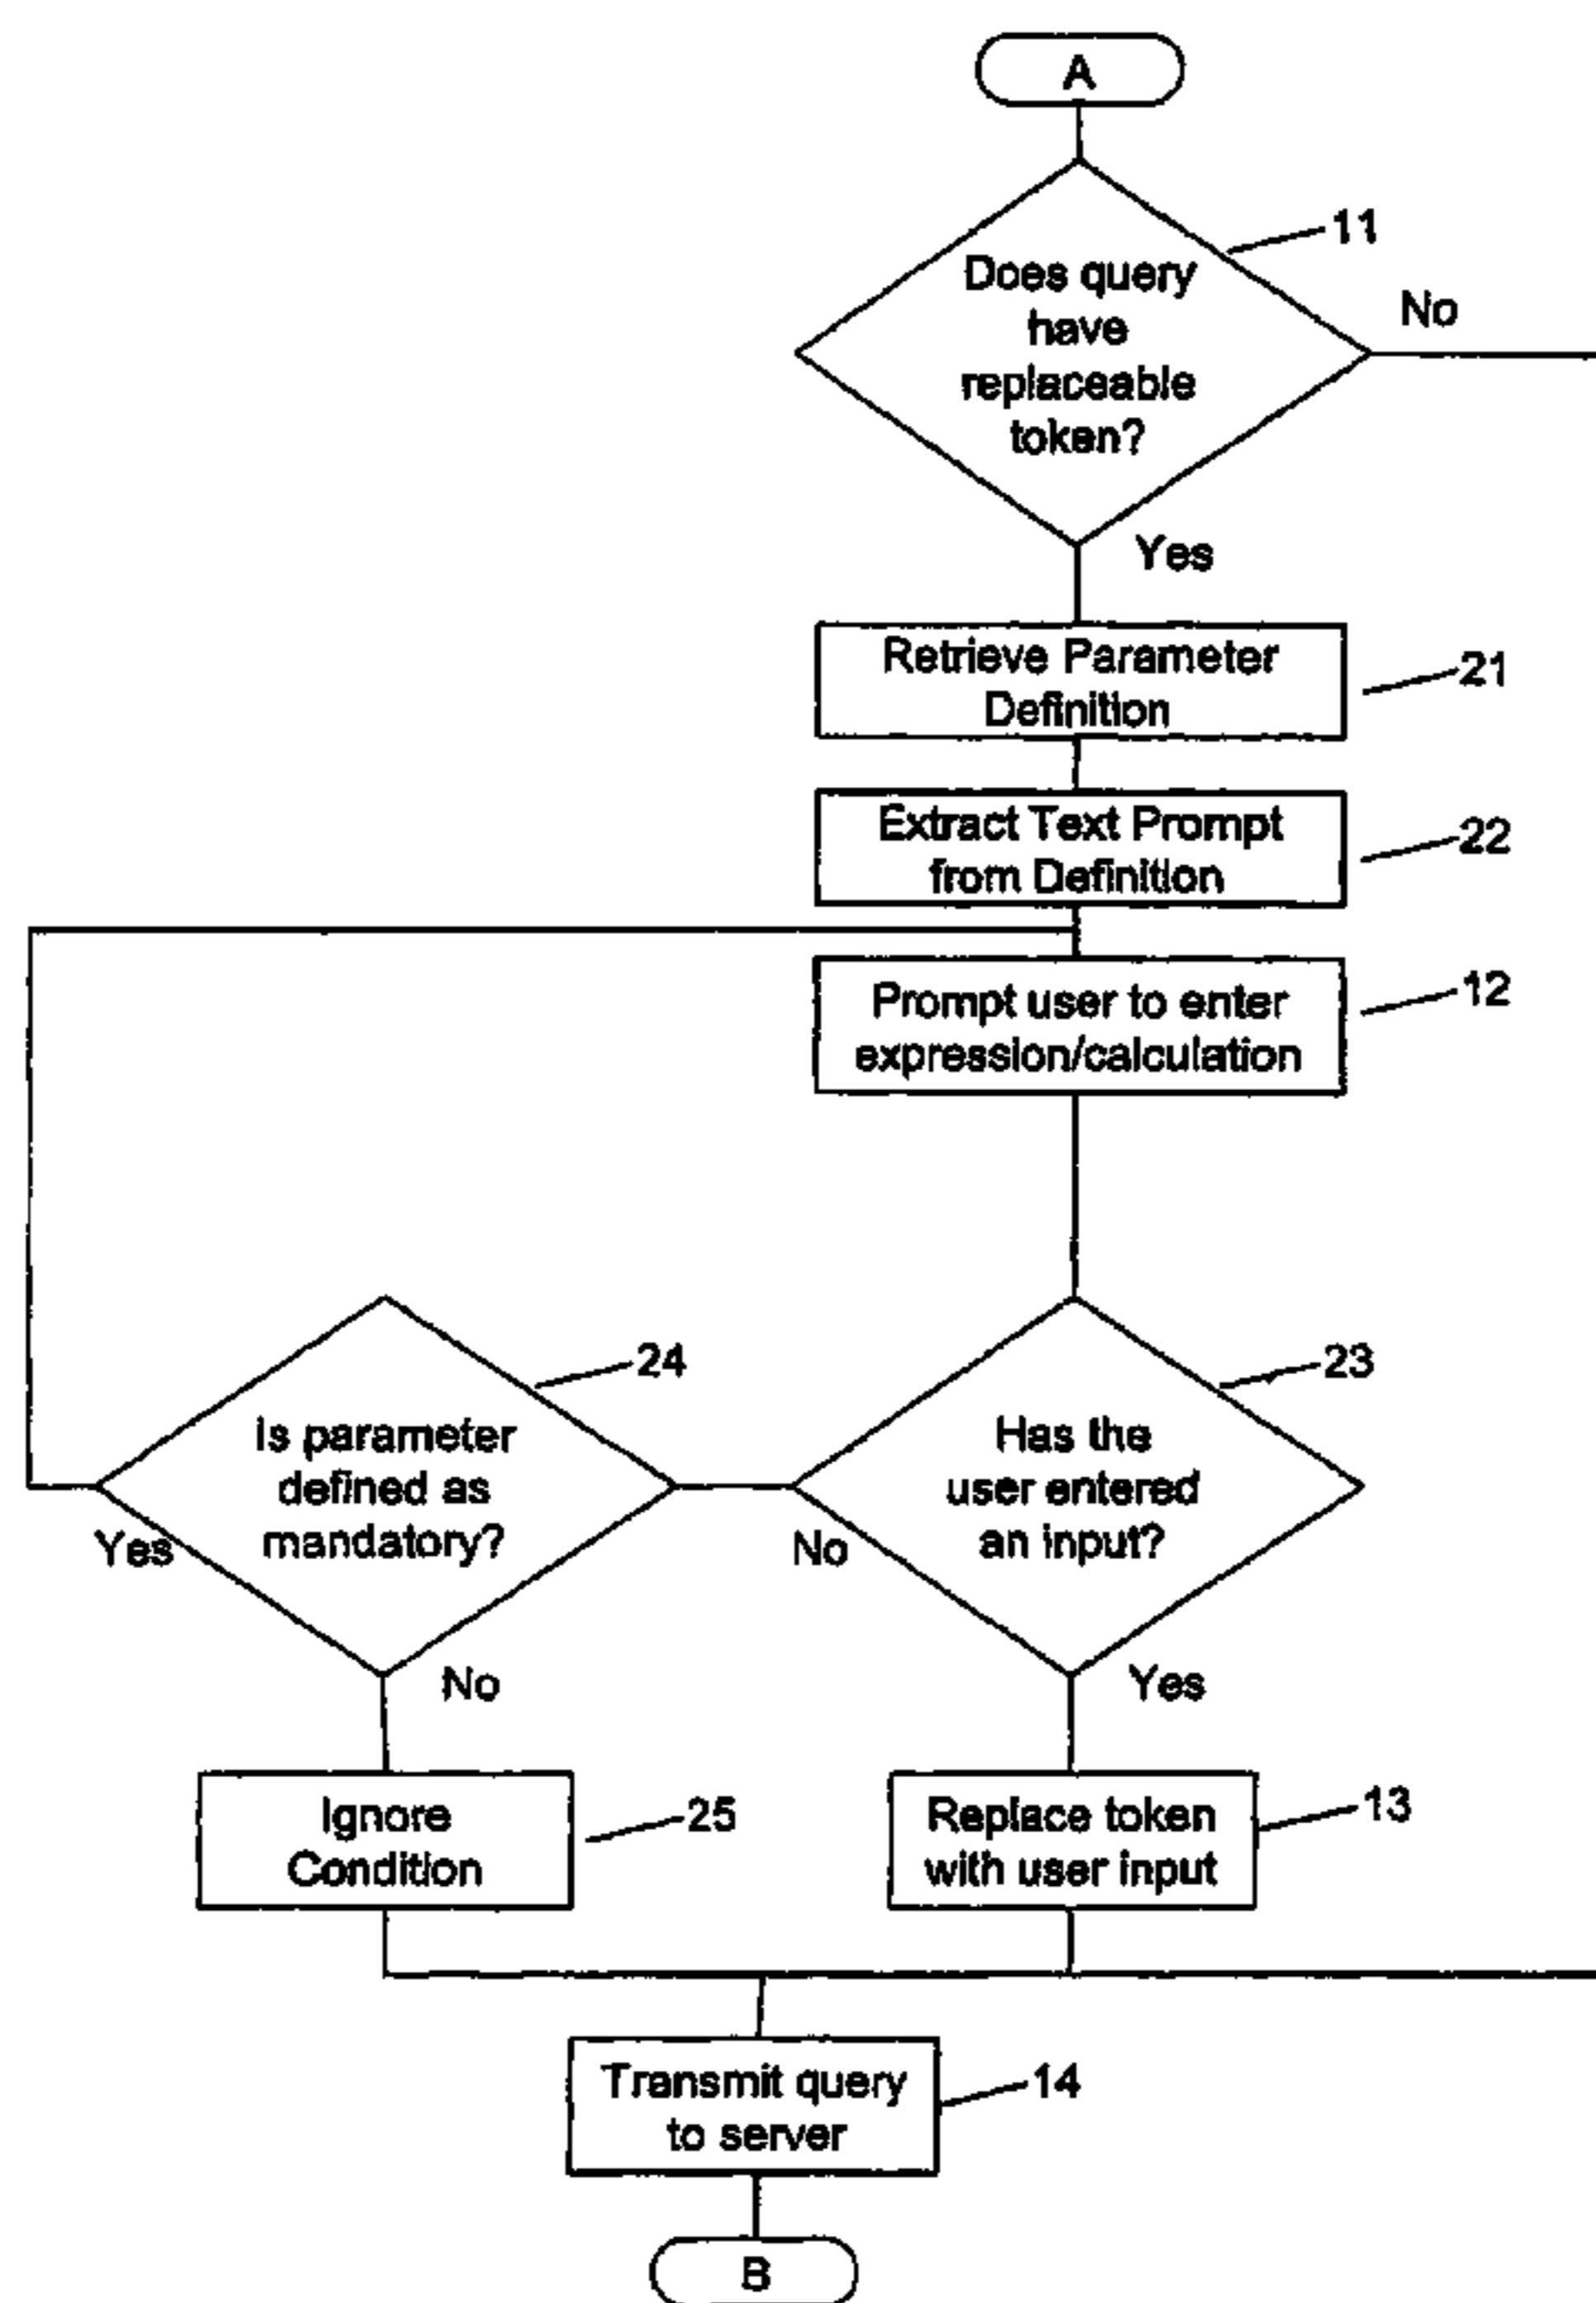 A
11
Does query
have
replaceable
token?
No
Yes
Retrieve Parameter
Definition
21
Extract Text Prompt
from Definition
22
Prompt user to enter
expression/calculation
12
24
23
Is parameter
defined as
mandatory?
Has the
user entered
an input?
Yes
No
No
Yes
Ignore
Condition
25
Replace token
with user input
13
Transmit query
to server
14
B